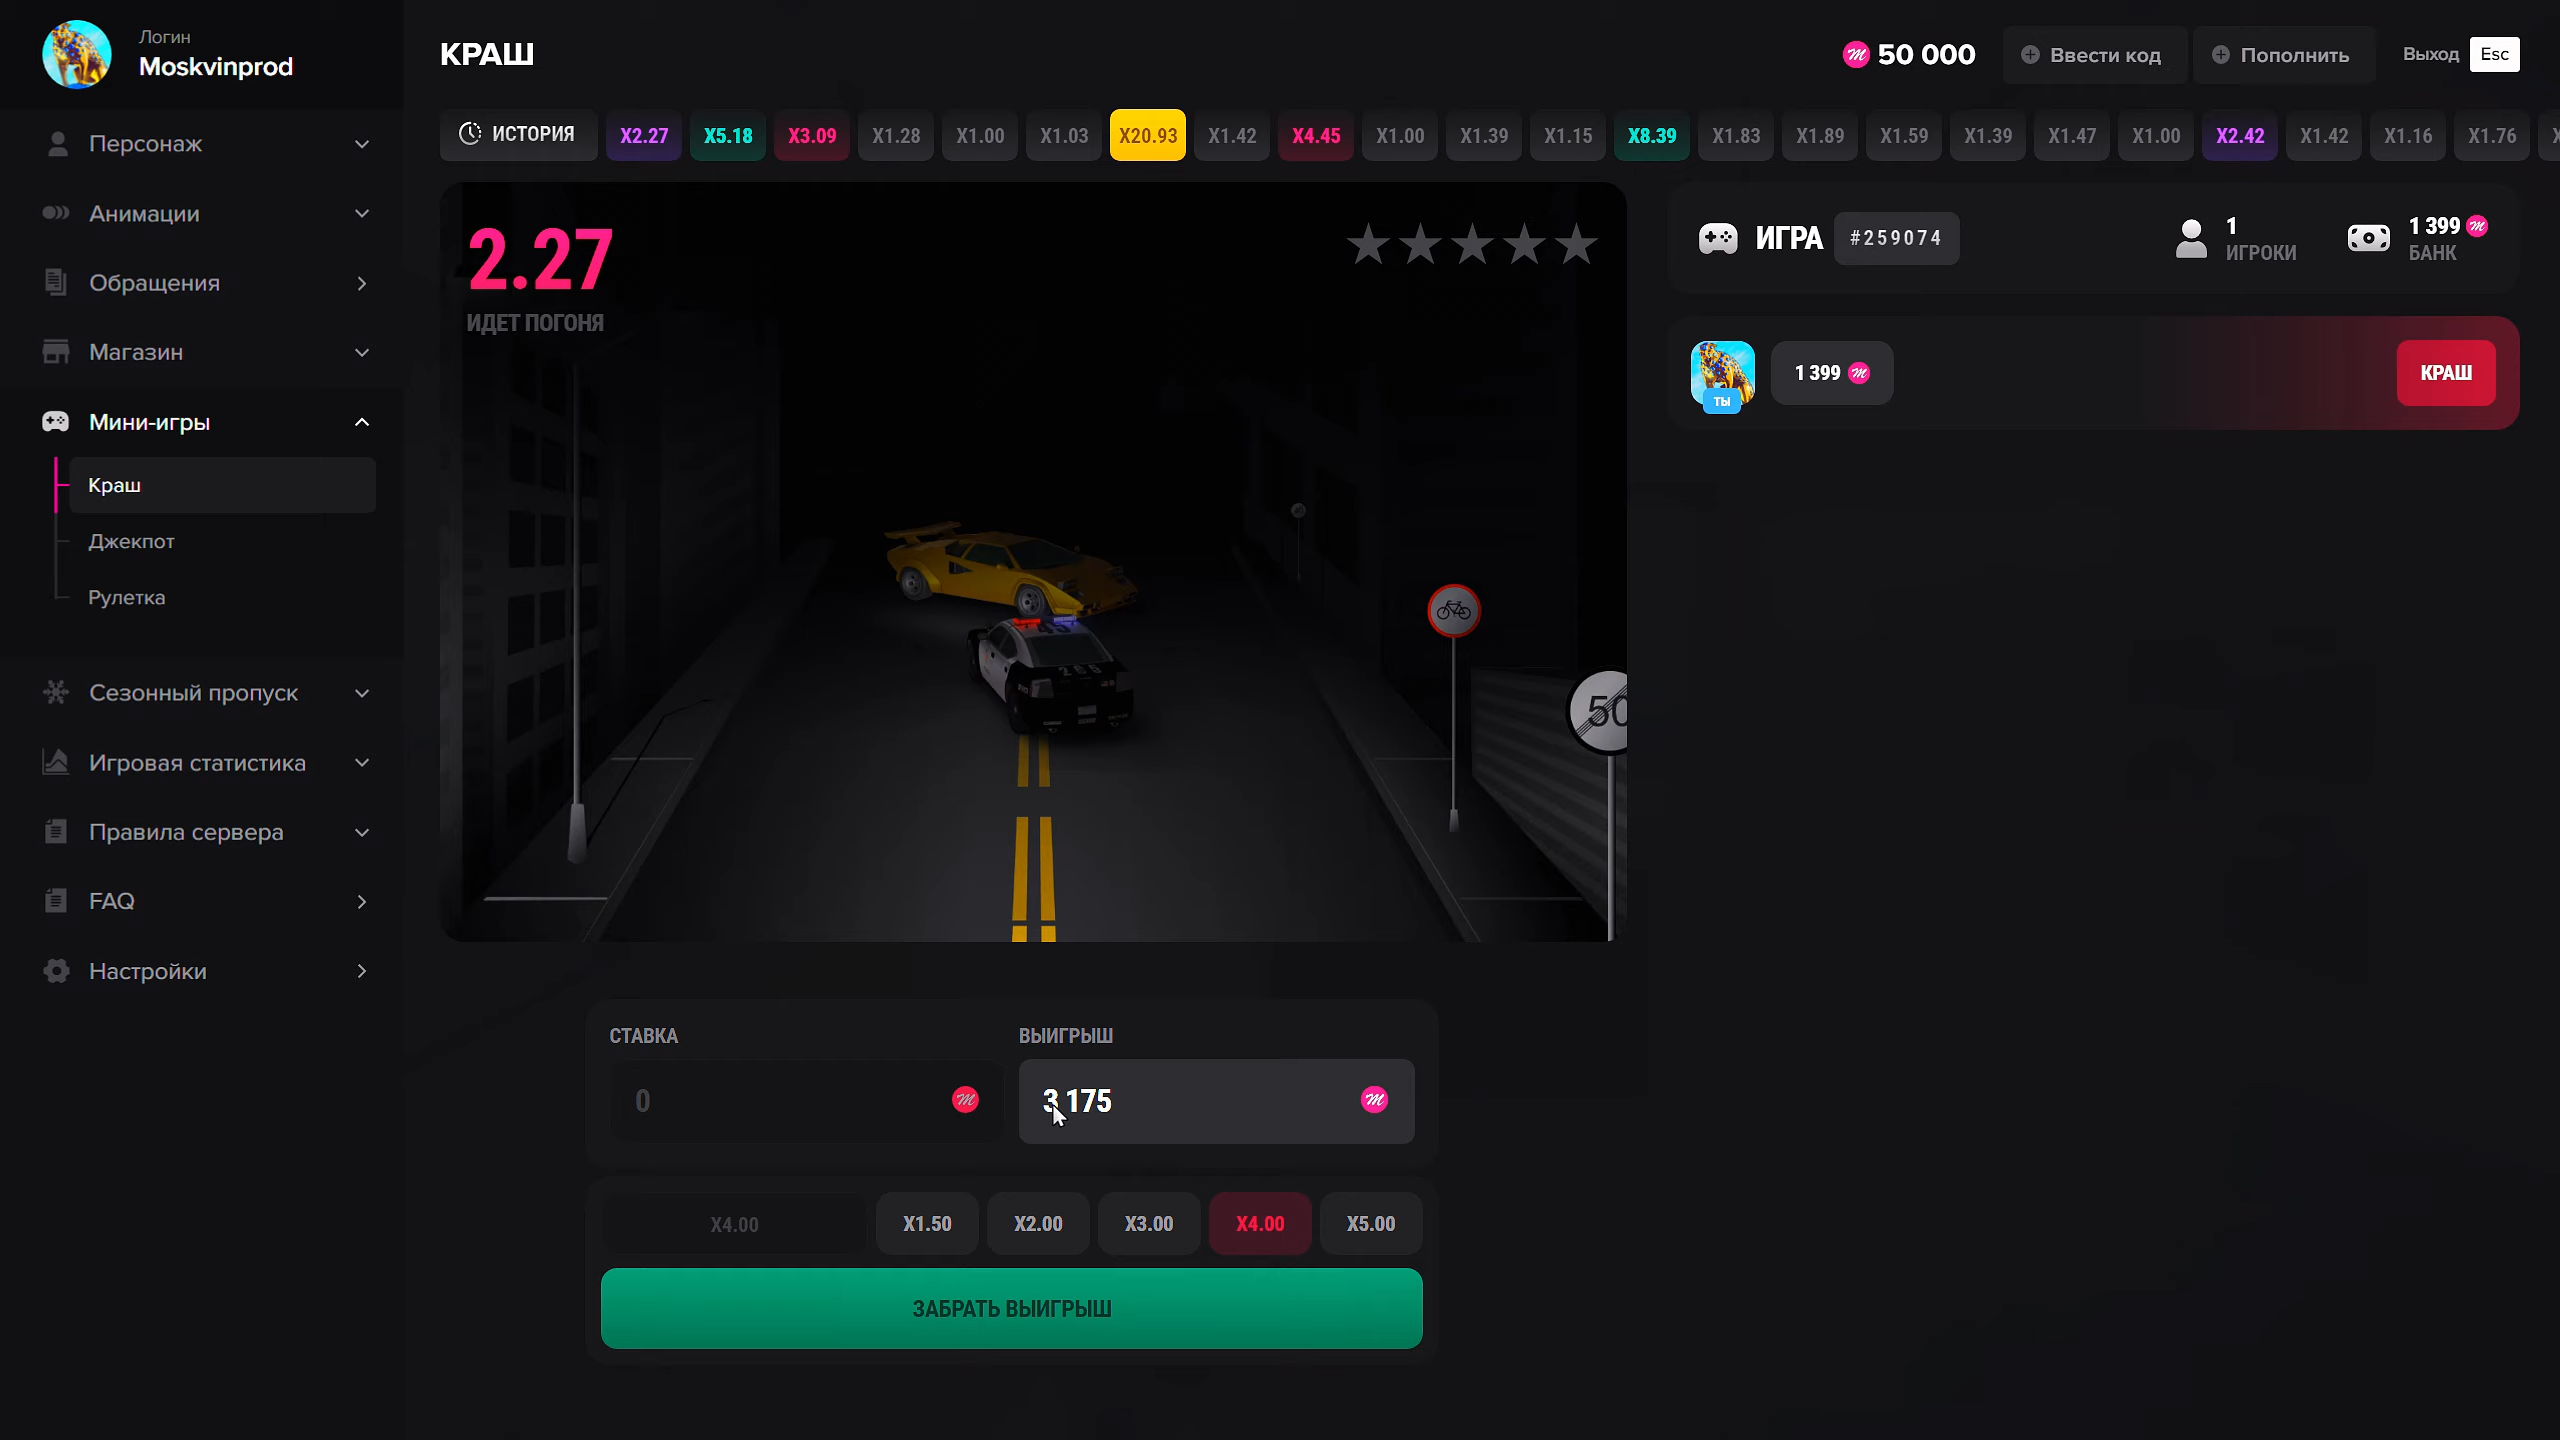 Логин
Moskvinprod
КРАШ
50 000
Ввести код
Пополнить
Выход
Esc
ИСТОРИЯ
X2.27
X5.18
X3.09
X1.28
X1.00
X1.03
X20.93
X1.42
X4.45
X1.00
X1.39
X1.15
X8.39
X1.83
X1.89
X1.59
X1.39
X1.47
X1.00
X2.42
X1.42
X1.16
X1.76
Персонаж
Анимации
Обращения
Магазин
Мини-игры
Краш
Джекпот
Рулетка
Сезонный пропуск
Игровая статистика
Правила сервера
FAQ
Настройки
2.27
ИДЕТ ПОГОНЯ
265
50
ИГРА
#259074
1
ИГРОКИ
1 399
БАНК
ТЫ
1 399
КРАШ
СТАВКА
0
ВЫИГРЫШ
3 175
X4.00
X1.50
X2.00
X3.00
X4.00
X5.00
ЗАБРАТЬ ВЫИГРЫШ